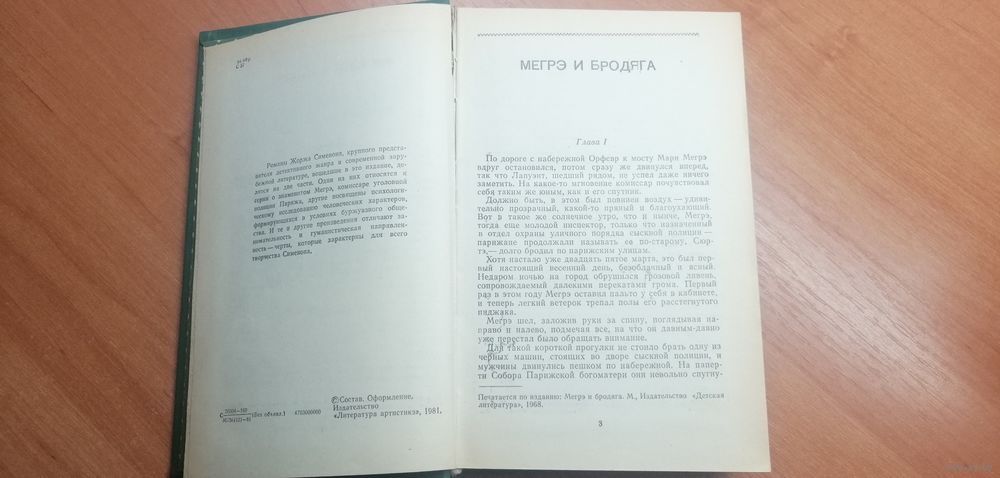 Романы Жоржа Сименона, крупного предста-
вителя детективного жанра в современной зару-
бежной литературе, вошедшие в это издание, де-
лятся на две части. Одни из них относятся к
серии о знаменитом Мегрэ, комиссаре уголовной
полиции Парижа, другие посвящены психологи-
ческому исследованию человеческих характеров,
формирующихся в условиях буржуазного обще-
ства. И те и другие произведения отличают за-
нимательность и гуманистическая направлен-
ность — черты, которые характерны для всего
творчества Сименона.
(без объявл.) 4703000000
© Состав. Оформление.
Издательство
«Литература артистикэ», 1981.
МЕГРЭ И БРОДЯГА
Глава I
По дороге с набережной Орфевр к мосту Мари Мегрэ
вдруг остановился, потом сразу же двинулся вперед,
так что Лапуэнт, шедший рядом, не успел даже ничего
заметить. На какое-то мгновение комиссар почувствовал
себя таким же юным, как и его спутник.
Должно быть, в этом был повинен воздух — удиви-
тельно прозрачный, какой-то пряный и благоухающий.
Вот в такое же солнечное утро, что и нынче, Мегрэ,
тогда еще молодой инспектор, только что назначенный
в отдел охраны уличного порядка сыскной полиции —
парижане продолжали называть ее по-старому, Сюр-
тэ,— долго бродил по парижским улицам.
Хотя настало уже двадцать пятое марта, это был пер-
вый настоящий весенний день, безоблачный и ясный.
Недаром ночью на город обрушился грозовой ливень,
сопровождаемый далекими перекатами грома. Первый
раз в этом году Мегрэ оставил пальто у себя в кабинете,
и теперь легкий ветерок трепал полы его расстегнутого
пиджака.
Мегрэ шел, заложив руки за спину, поглядывая на-
право и налево, подмечая все, на что он давным-давно
уже перестал было обращать внимание.
Для такой короткой прогулки не стоило брать одну из
черных машин, стоящих во дворе сыскной полиции, и
мужчины двинулись пешком по набережной. На папер-
ти Собора Парижской богоматери они невольно спугну-
Печатается по изданию: Мегрэ и бродяга. М., Издательство «Детская
литература», 1968.
3